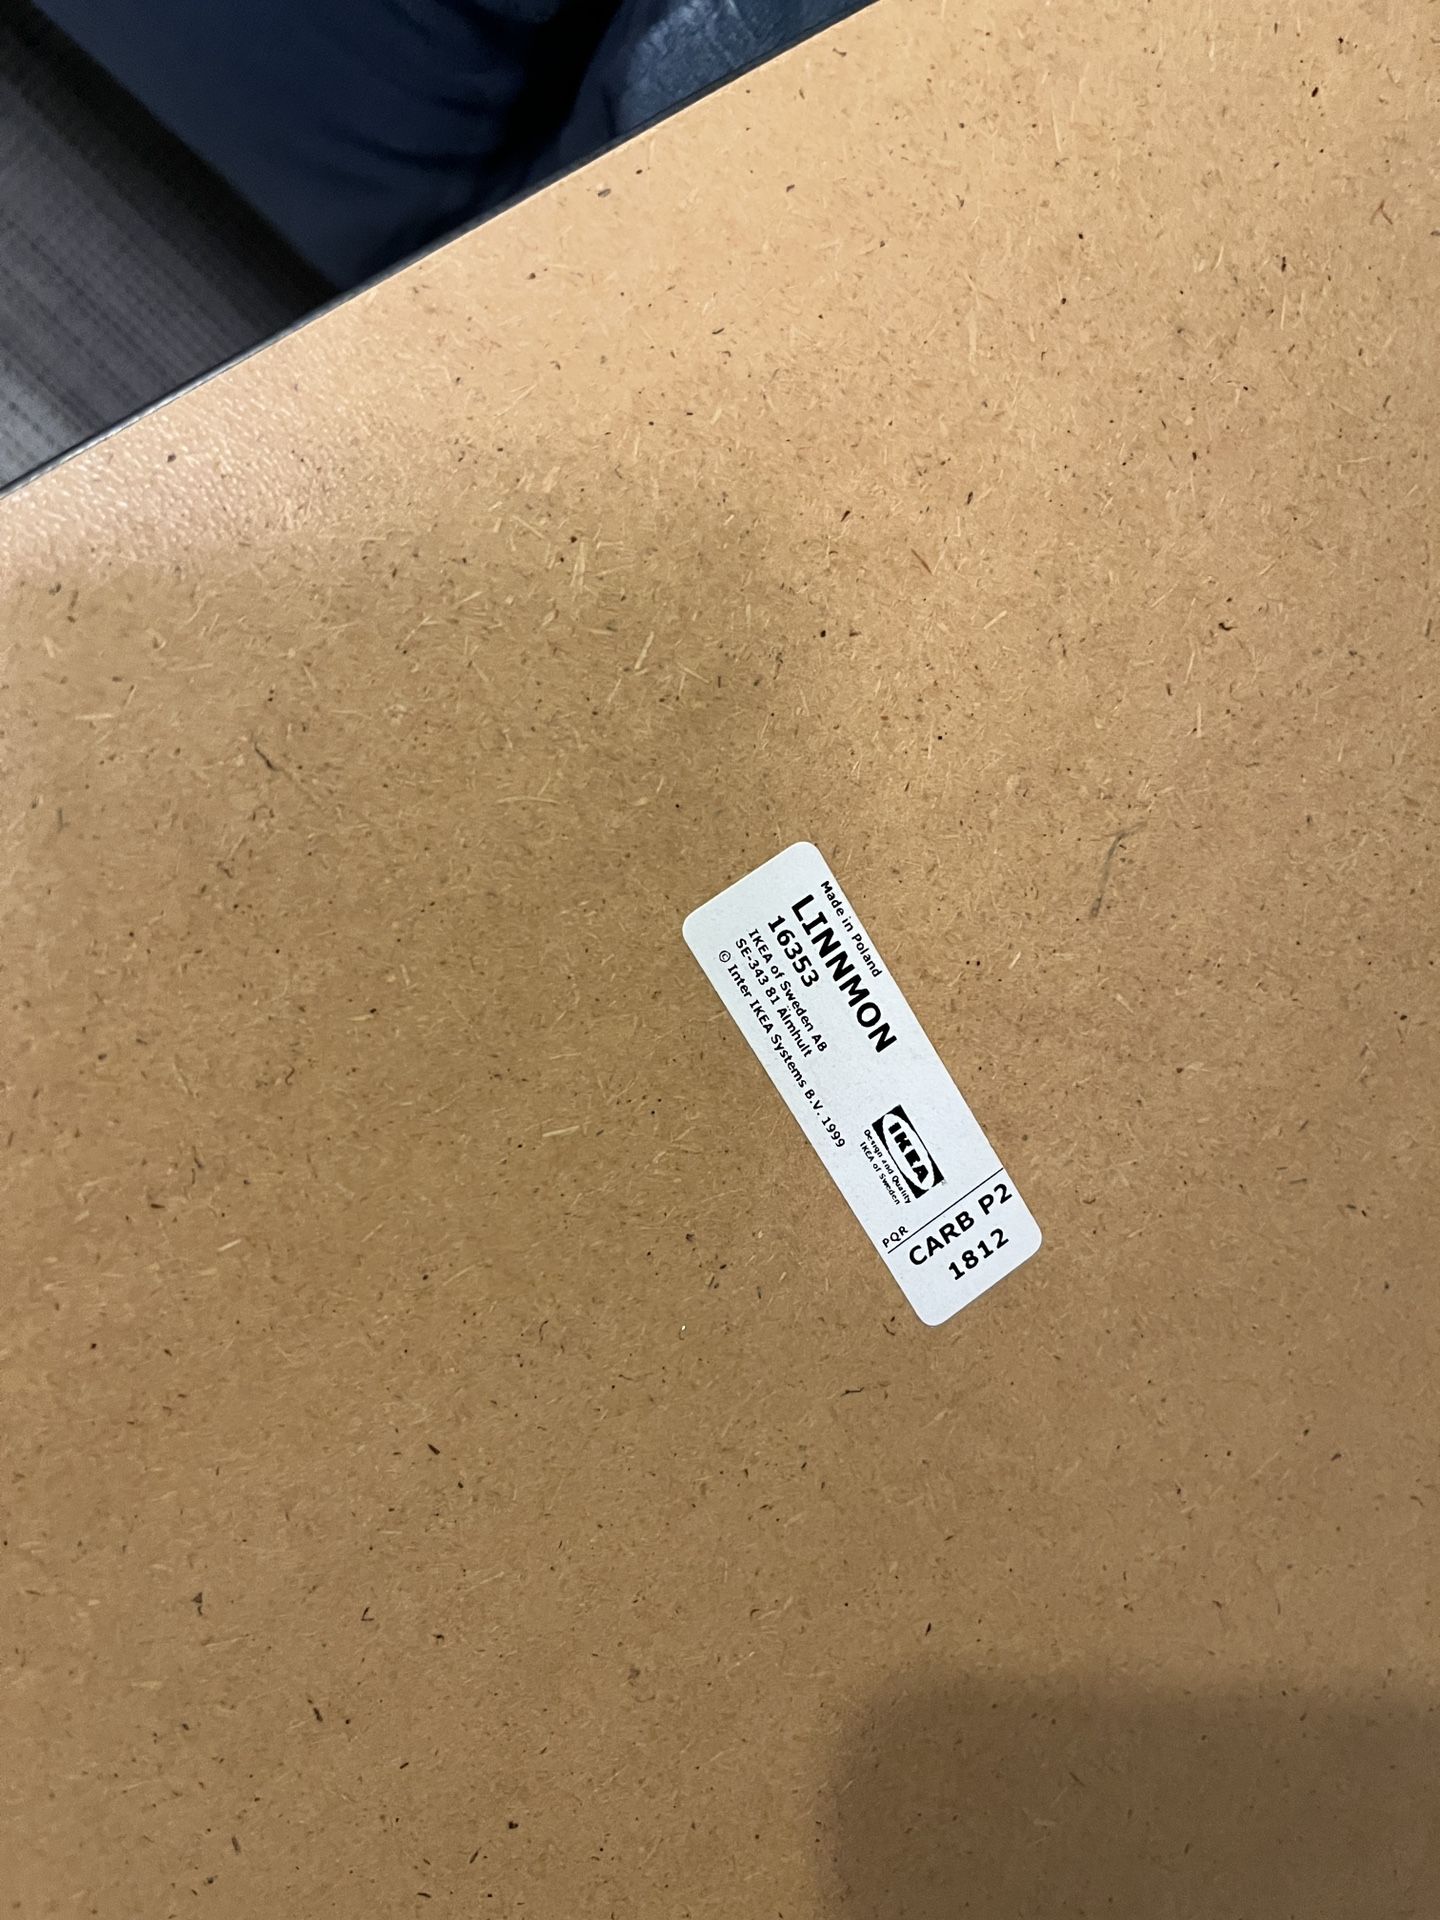 Made in Poland
LINNMON
16353
IKEA of Sweden AB
SE-343 81 Älmhult
© Inter IKEA Systems B.V. 1999
IKEA
Design and Quality
IKEA of Sweden
PQR
CARB P2
1812